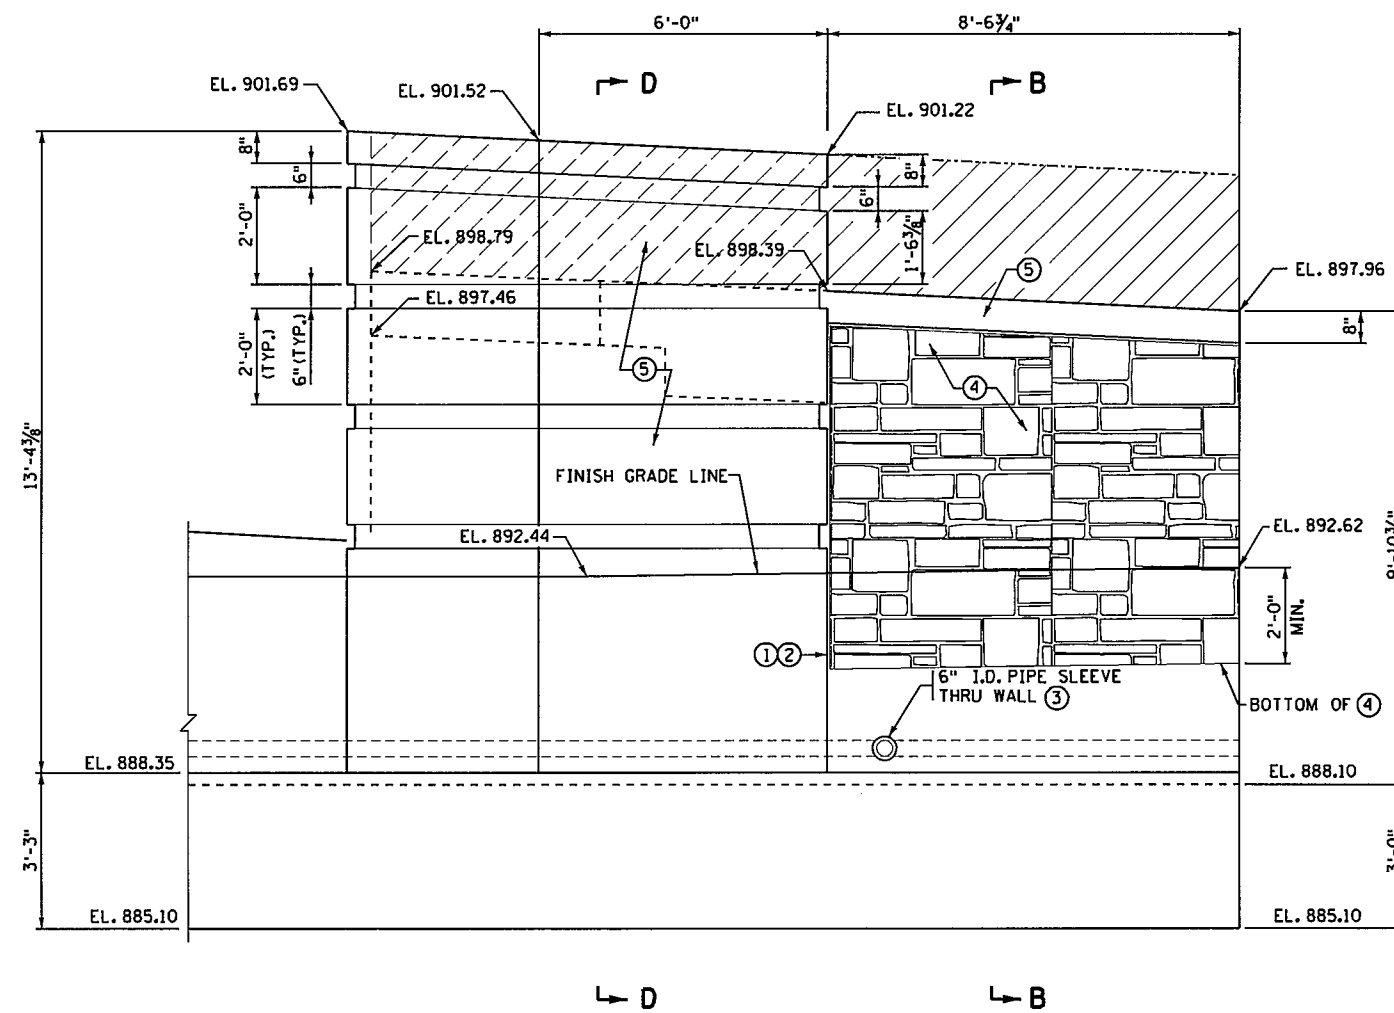 6'-0"
8'-6¾"
D
B
EL. 901.69
EL. 901.52
EL. 901.22
8"
6"
2'-0"
8"
6"
1'-6⅜"
EL. 898.79
EL. 898.39
5
EL. 897.96
EL. 897.46
8"
2'-0"
(TYP.)
6"(TYP.)
5
4
13'-4⅜"
FINISH GRADE LINE
EL. 892.44
EL. 892.62
2'-0"
MIN.
1 2
6" I.D. PIPE SLEEVE
THRU WALL 3
BOTTOM OF 4
EL. 888.35
EL. 888.10
3'-3"
EL. 885.10
EL. 885.10
D
B